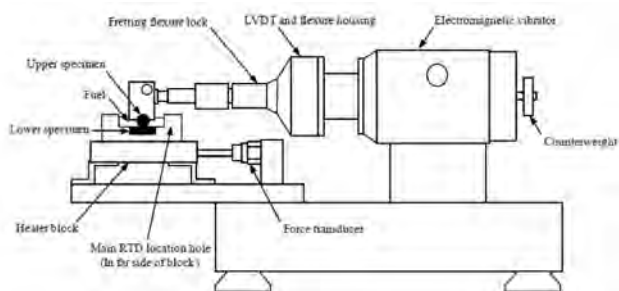 Fretting flexure lock
LVDT and flexure housing
Electromagnetic vibrator
Upper specimen
Fuel
Lower specimen
Counterweight
Heater block
Main RTD location hole
(In far side of block)
Force transducer